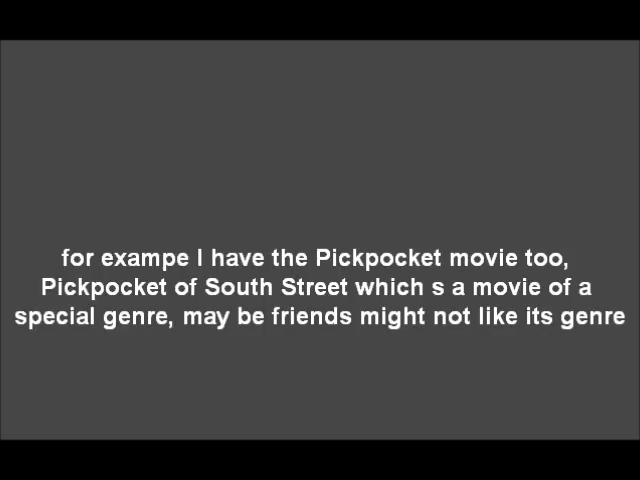 for exampe I have the Pickpocket movie too,
Pickpocket of South Street which s a movie of a
special genre, may be friends might not like its genre